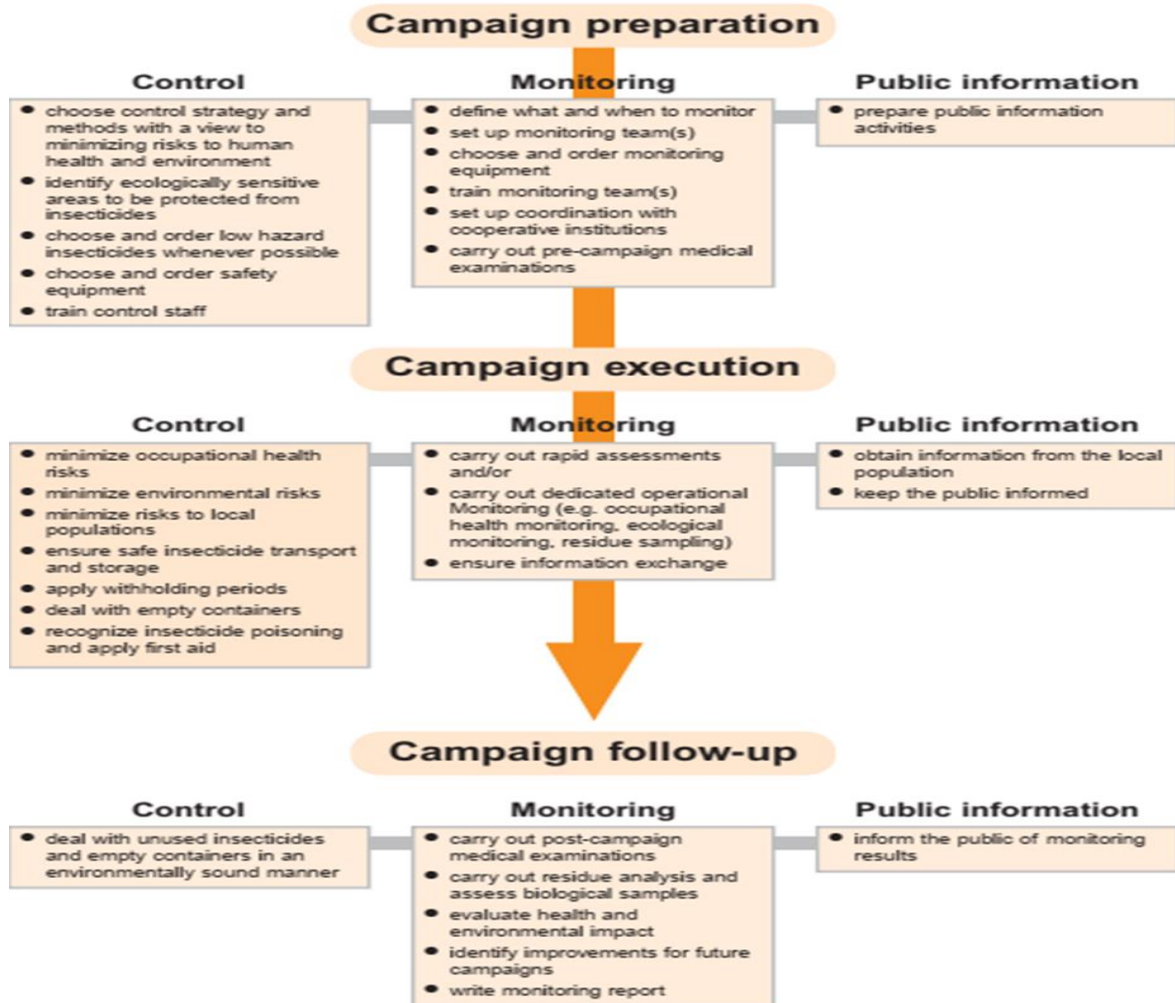 Campaign preparation
Control
● choose control strategy and
methods with a view to
minimizing risks to human
health and environment
● identify ecologically sensitive
areas to be protected from
insecticides
● choose and order low hazard
insecticides whenever possible
● choose and order safety
equipment
● train control staff
Monitoring
● define what and when to monitor
● set up monitoring team(s)
● choose and order monitoring
equipment
● train monitoring team(s)
● set up coordination with
cooperative institutions
● carry out pre-campaign medical
examinations
Public information
● prepare public information
activities
Campaign execution
Control
● minimize occupational health
risks
● minimize environmental risks
● minimize risks to local
populations
● ensure safe insecticide transport
and storage
● apply withholding periods
● deal with empty containers
● recognize insecticide poisoning
and apply first aid
Monitoring
● carry out rapid assessments
and/or
● carry out dedicated operational
Monitoring (e.g. occupational
health monitoring, ecological
monitoring, residue sampling)
● ensure information exchange
Public information
● obtain information from the local
population
● keep the public informed
Campaign follow-up
Control
● deal with unused insecticides
and empty containers in an
environmentally sound manner
Monitoring
● carry out post-campaign
medical examinations
● carry out residue analysis and
assess biological samples
● evaluate health and
environmental impact
● identify improvements for future
campaigns
● write monitoring report
Public information
● inform the public of monitoring
results